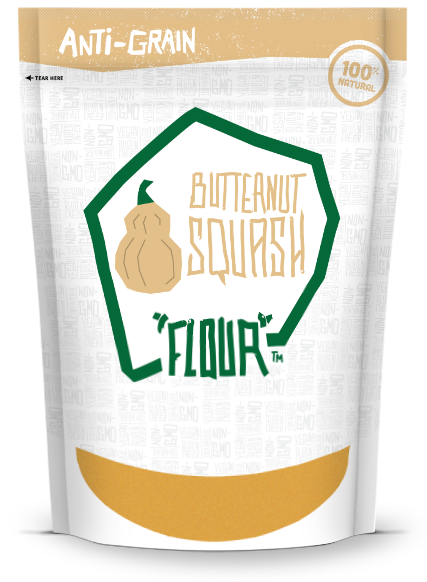 ANTI-GRAIN
TEAR HERE
100%
NATURAL
BUTTERNUT
SQUASH
"FLOUR"™